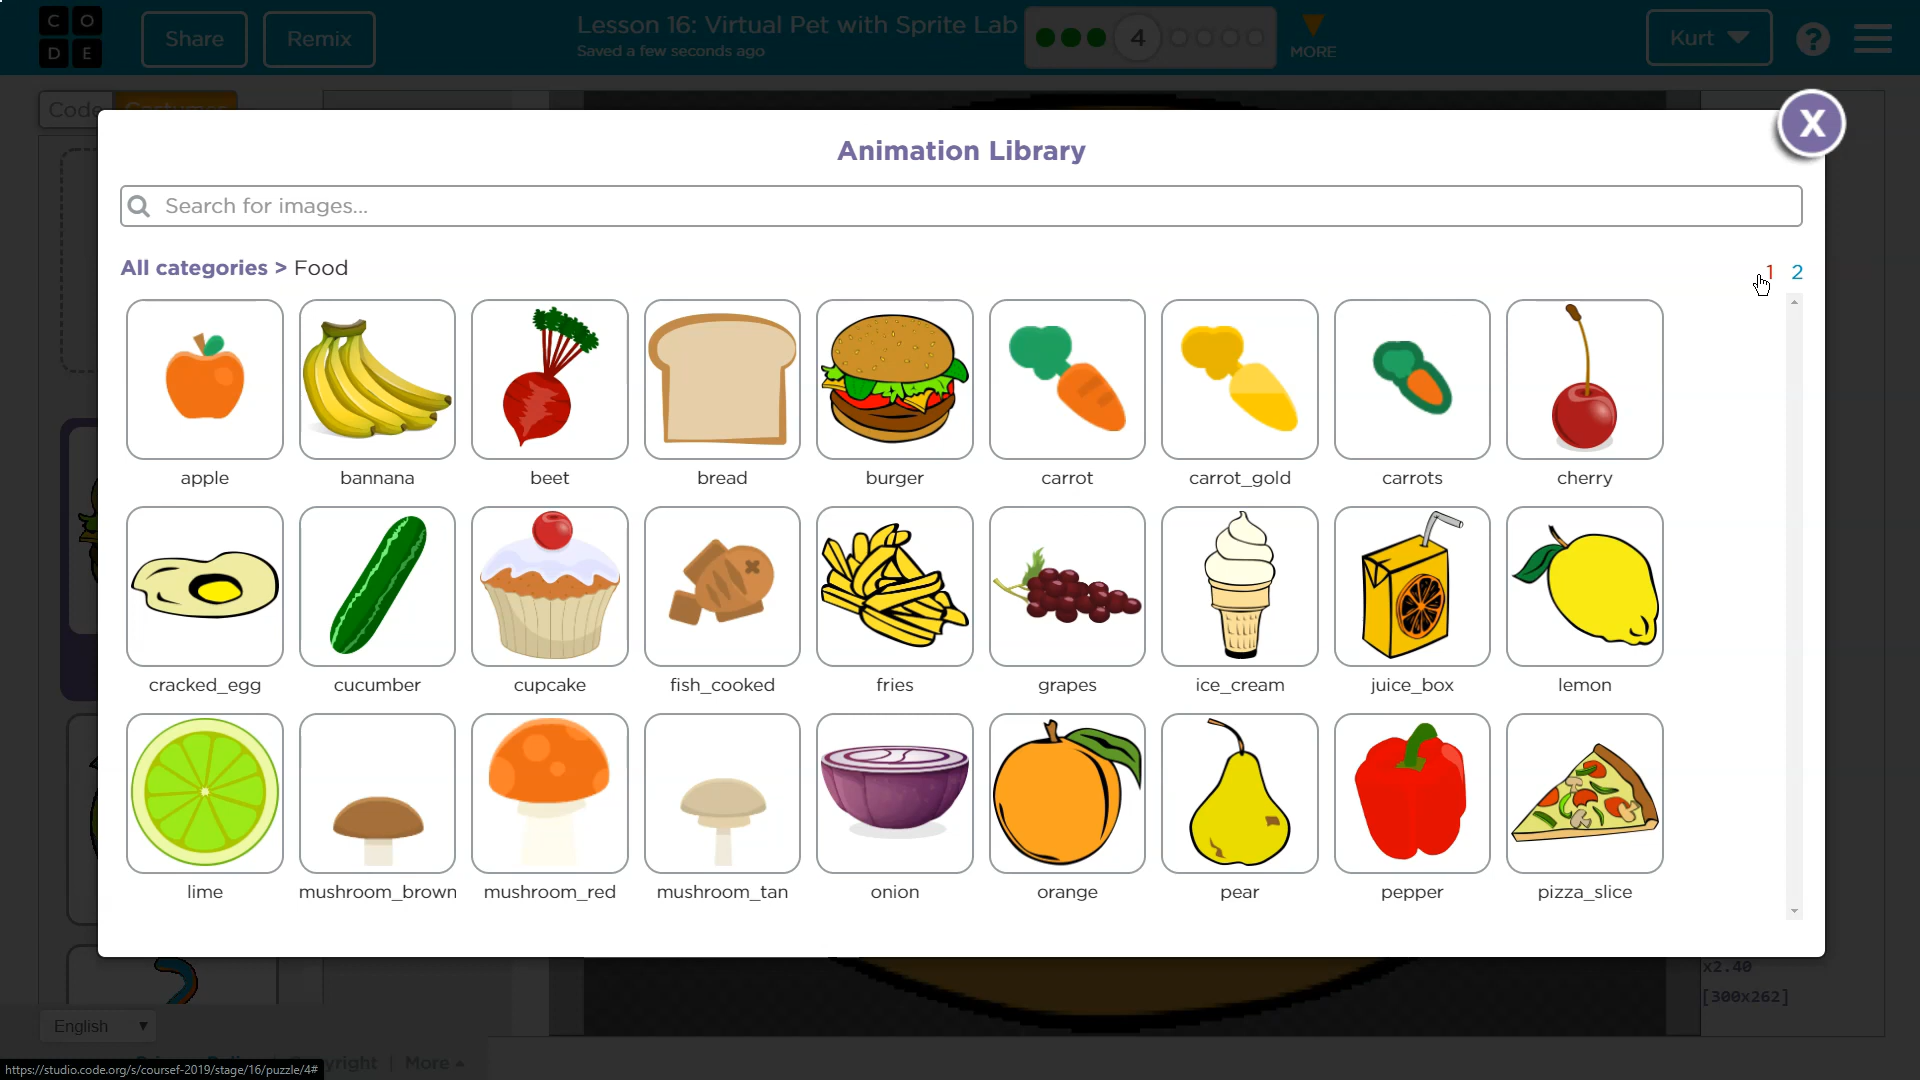 C O
D E
Share
Remix
Lesson 16: Virtual Pet with Sprite Lab
Saved a few seconds ago
4
MORE
Kurt
?
Code
Costumes
X
Animation Library
Search for images...
All categories > Food
1 2
apple bannana beet bread burger carrot carrot_gold carrots cherry
cracked_egg cucumber cupcake fish_cooked fries grapes ice_cream juice_box lemon
lime mushroom_brown mushroom_red mushroom_tan onion orange pear pepper pizza_slice
x2.40
[300x262]
English
More
https://studio.code.org/s/coursef-2019/stage/16/puzzle/4#